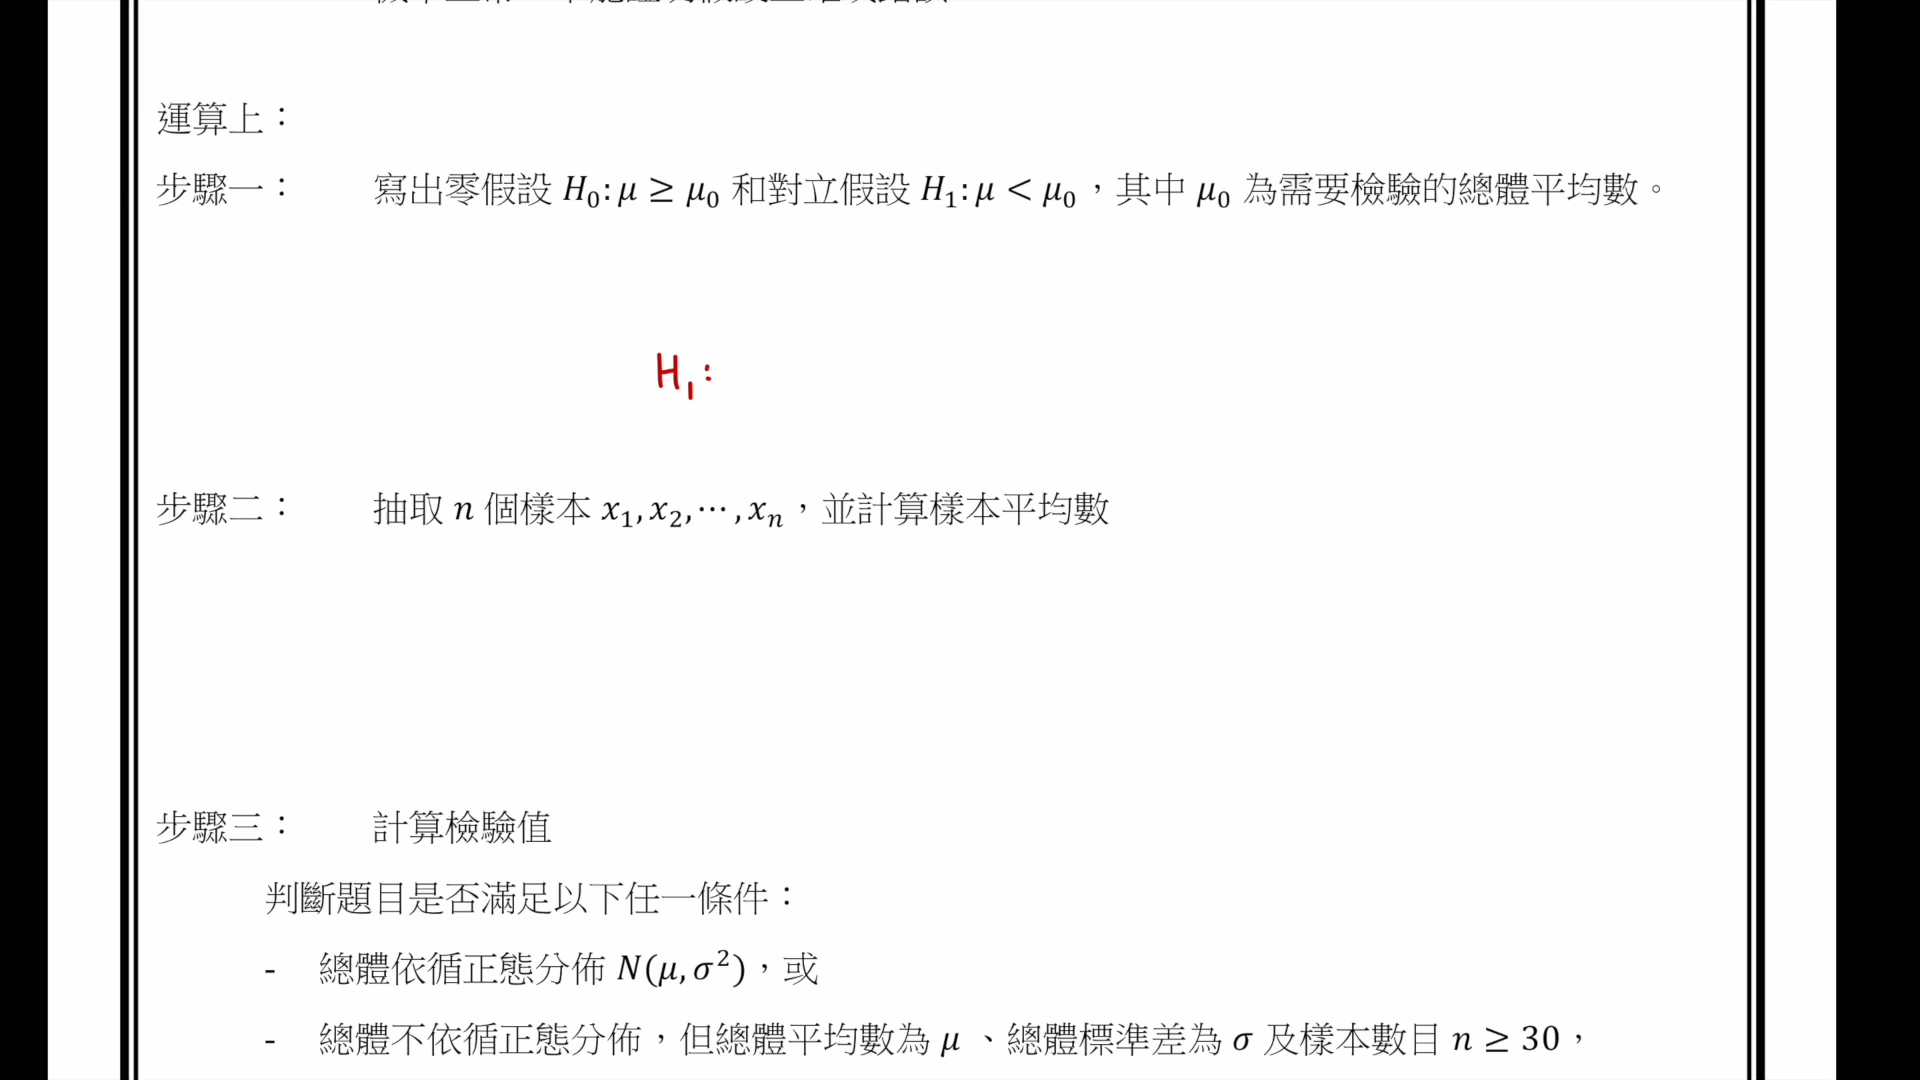 運算上：
步驟一： 寫出零假設 H₀: μ ≥ μ₀ 和對立假設 H₁: μ < μ₀，其中 μ₀ 為需要檢驗的總體平均數。
H₁:
步驟二： 抽取 n 個樣本 x₁, x₂, ⋯, xₙ，並計算樣本平均數
步驟三： 計算檢驗值
判斷題目是否滿足以下任一條件：
- 總體依循正態分佈 N(μ, σ²)，或
- 總體不依循正態分佈，但總體平均數為 μ 、總體標準差為 σ 及樣本數目 n ≥ 30，